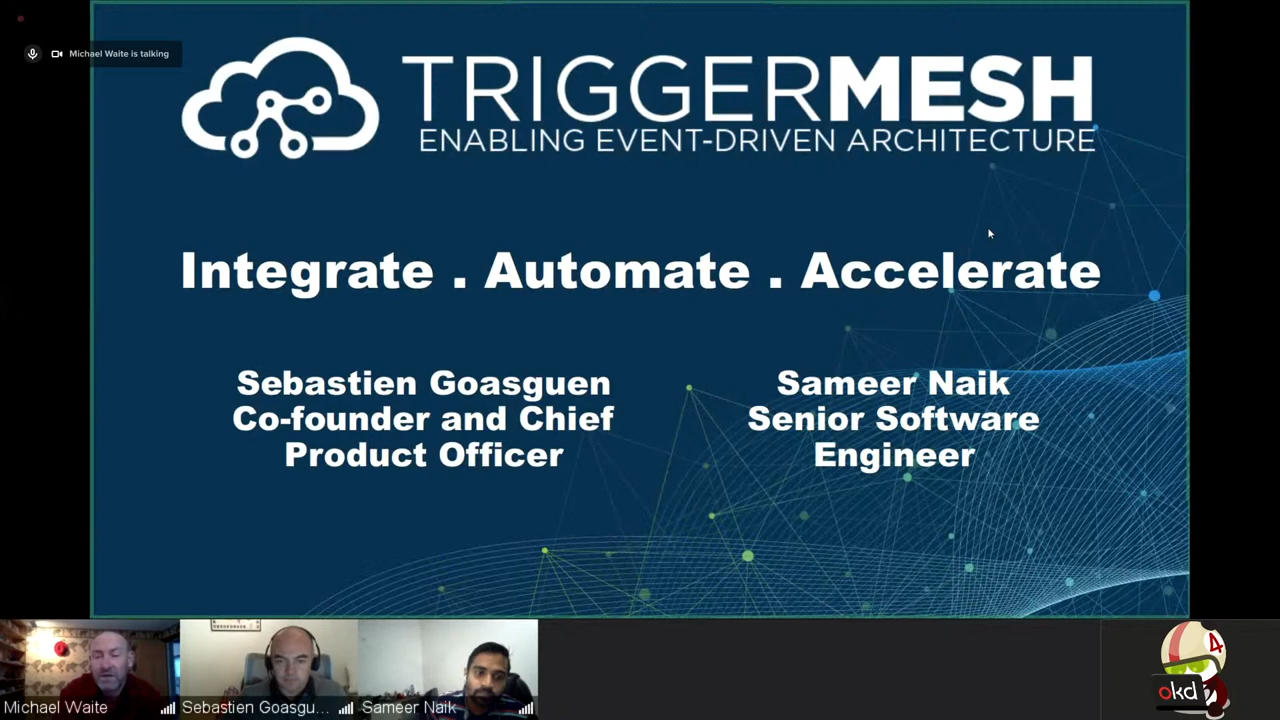 Michael Waite is talking
TRIGGERMESH
ENABLING EVENT-DRIVEN ARCHITECTURE
Integrate . Automate . Accelerate
Sebastien Goasguen
Co-founder and Chief
Product Officer
Sameer Naik
Senior Software
Engineer
Michael Waite
Sebastien Goasgu...
Sameer Naik
4
okd